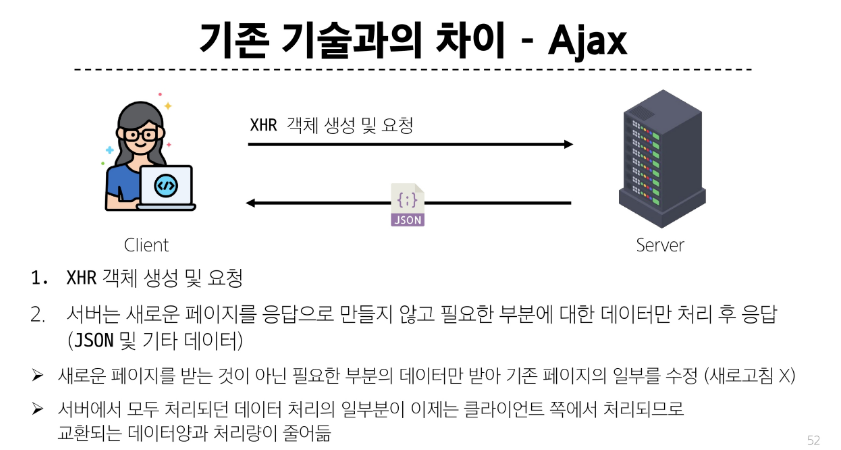 기존 기술과의 차이 - Ajax
XHR 객체 생성 및 요청
{;}
JSON
</>
Client
Server
1. XHR 객체 생성 및 요청
2. 서버는 새로운 페이지를 응답으로 만들지 않고 필요한 부분에 대한 데이터만 처리 후 응답
(JSON 및 기타 데이터)
➢ 새로운 페이지를 받는 것이 아닌 필요한 부분의 데이터만 받아 기존 페이지의 일부를 수정 (새로고침 X)
➢ 서버에서 모두 처리되던 데이터 처리의 일부분이 이제는 클라이언트 쪽에서 처리되므로
교환되는 데이터양과 처리량이 줄어듦
52